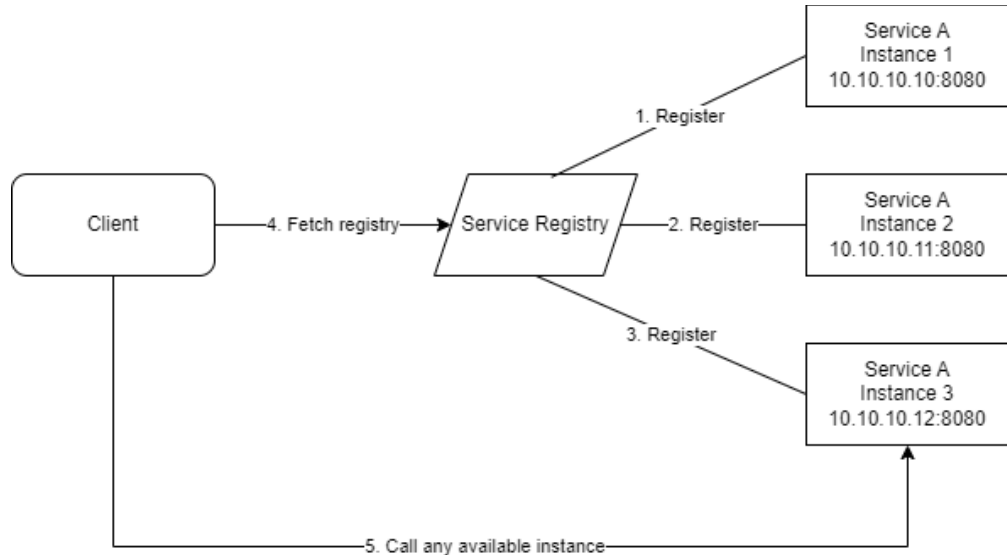 Service A
Instance 1
10.10.10.10:8080
1. Register
Client
4. Fetch registry
Service Registry
2. Register
Service A
Instance 2
10.10.10.11:8080
3. Register
Service A
Instance 3
10.10.10.12:8080
5. Call any available instance